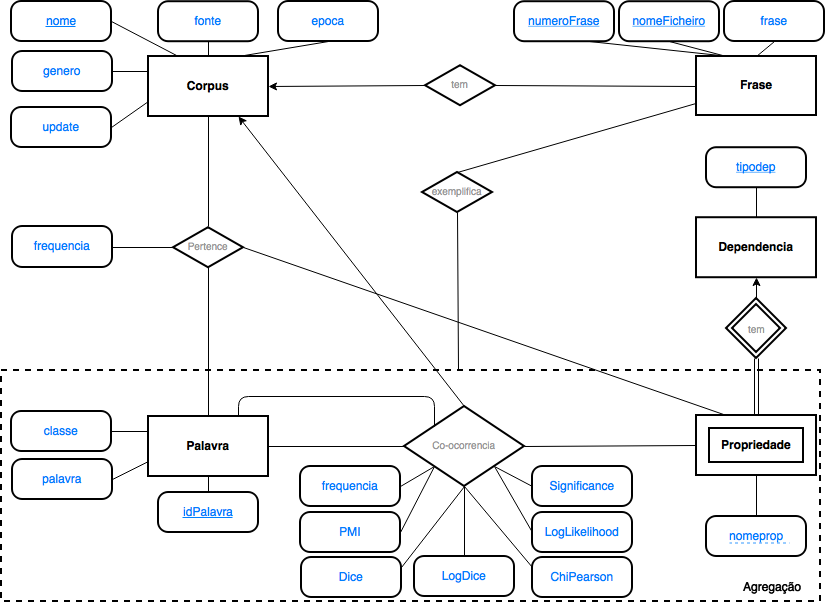 nome
fonte
epoca
numeroFrase
nomeFicheiro
frase
genero
Corpus
tem
Frase
update
tipodep
exemplifica
frequencia
Pertence
Dependencia
tem
classe
Palavra
Co-ocorrencia
Propriedade
palavra
frequencia
Significance
idPalavra
PMI
LogLikelihood
nomeprop
Dice
LogDice
ChiPearson
Agregação